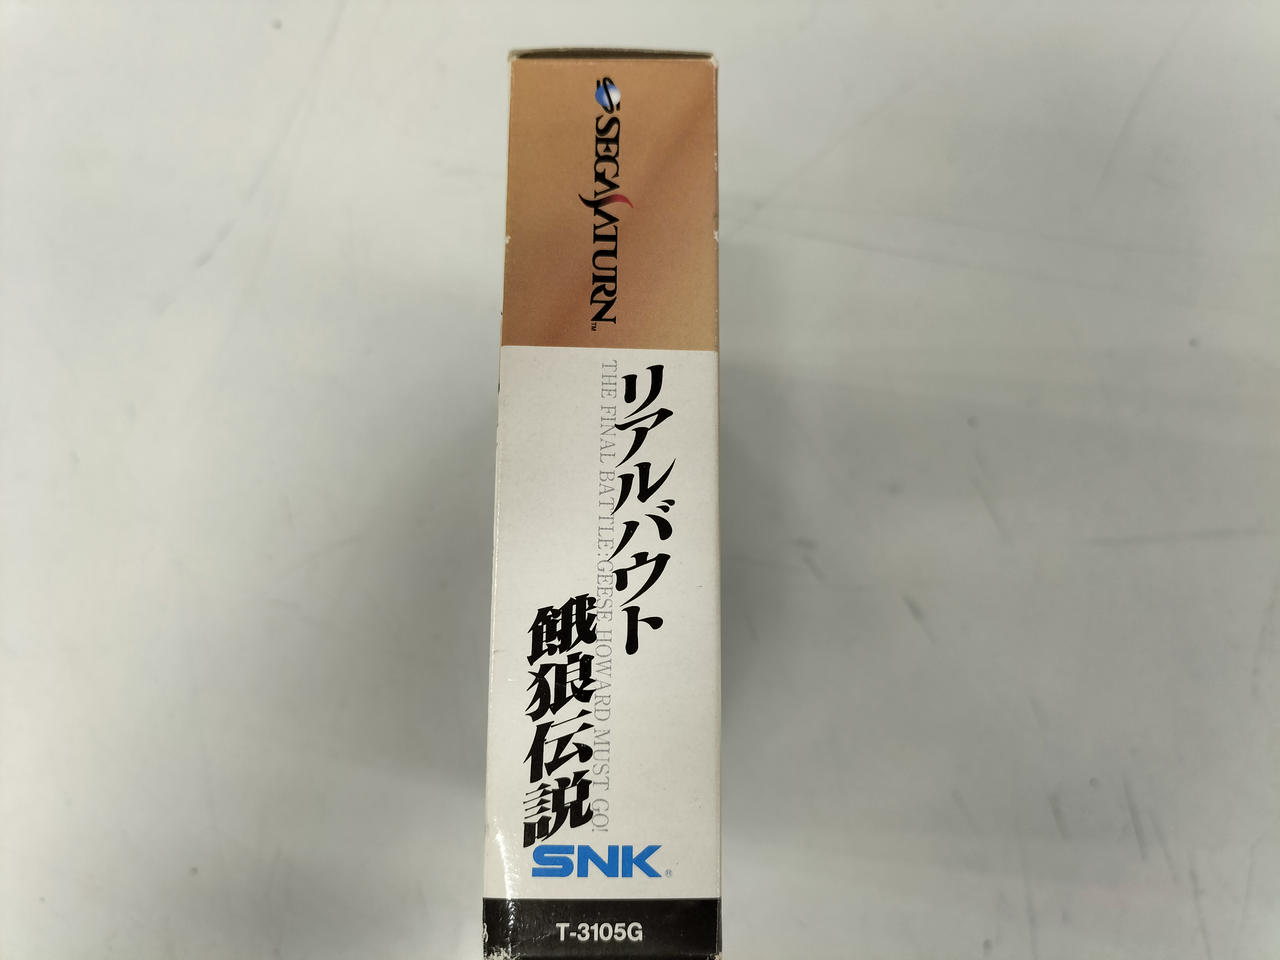 SEGA SATURN™
リアルバウト
THE FINAL BATTLE:GEESE HOWARD MUST GO!
餓狼伝説
SNK®
T-3105G